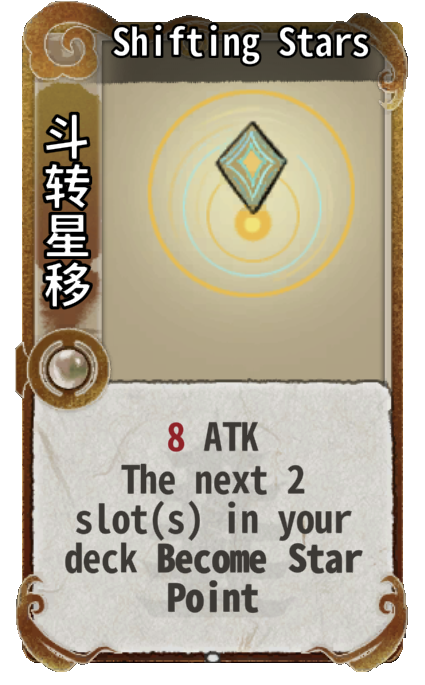 Shifting Stars
斗转星移
8 ATK
The next 2
slot(s) in your
deck Become Star
Point